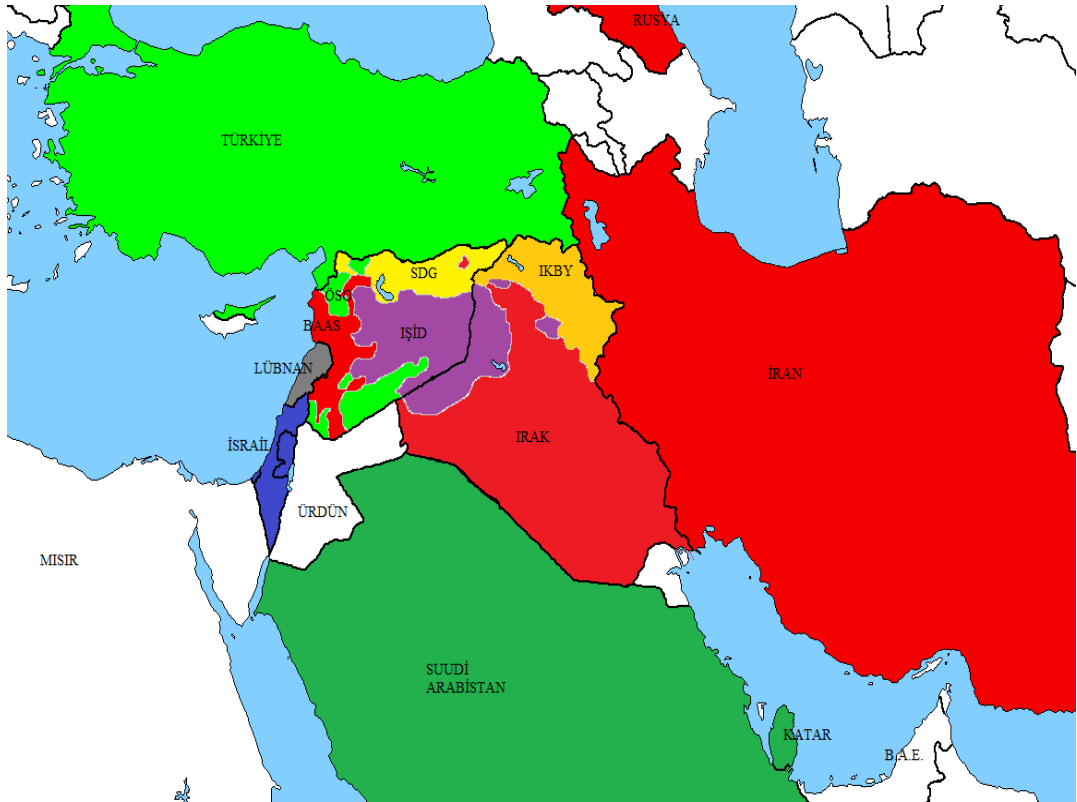 RUSYA
TÜRKİYE
SDG
IKBY
ÖSO
BAAS
IŞİD
LÜBNAN
İRAN
İSRAİL
IRAK
ÜRDÜN
MISIR
SUUDİ
ARABİSTAN
KATAR
B.A.E.